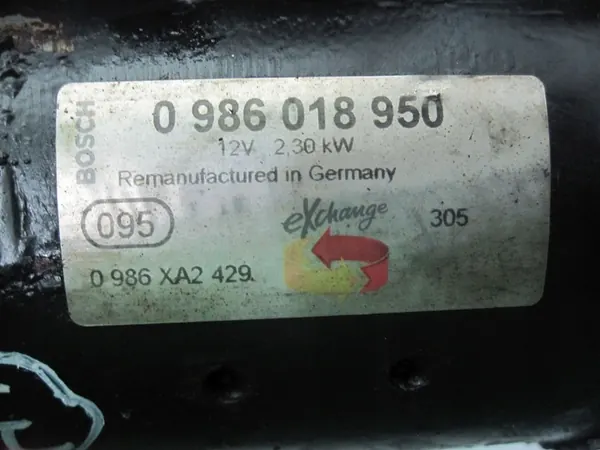 BOSCH
0 986 018 950
12V 2,30 kW
Remanufactured in Germany
095
eXchange
305
0 986 XA2 429